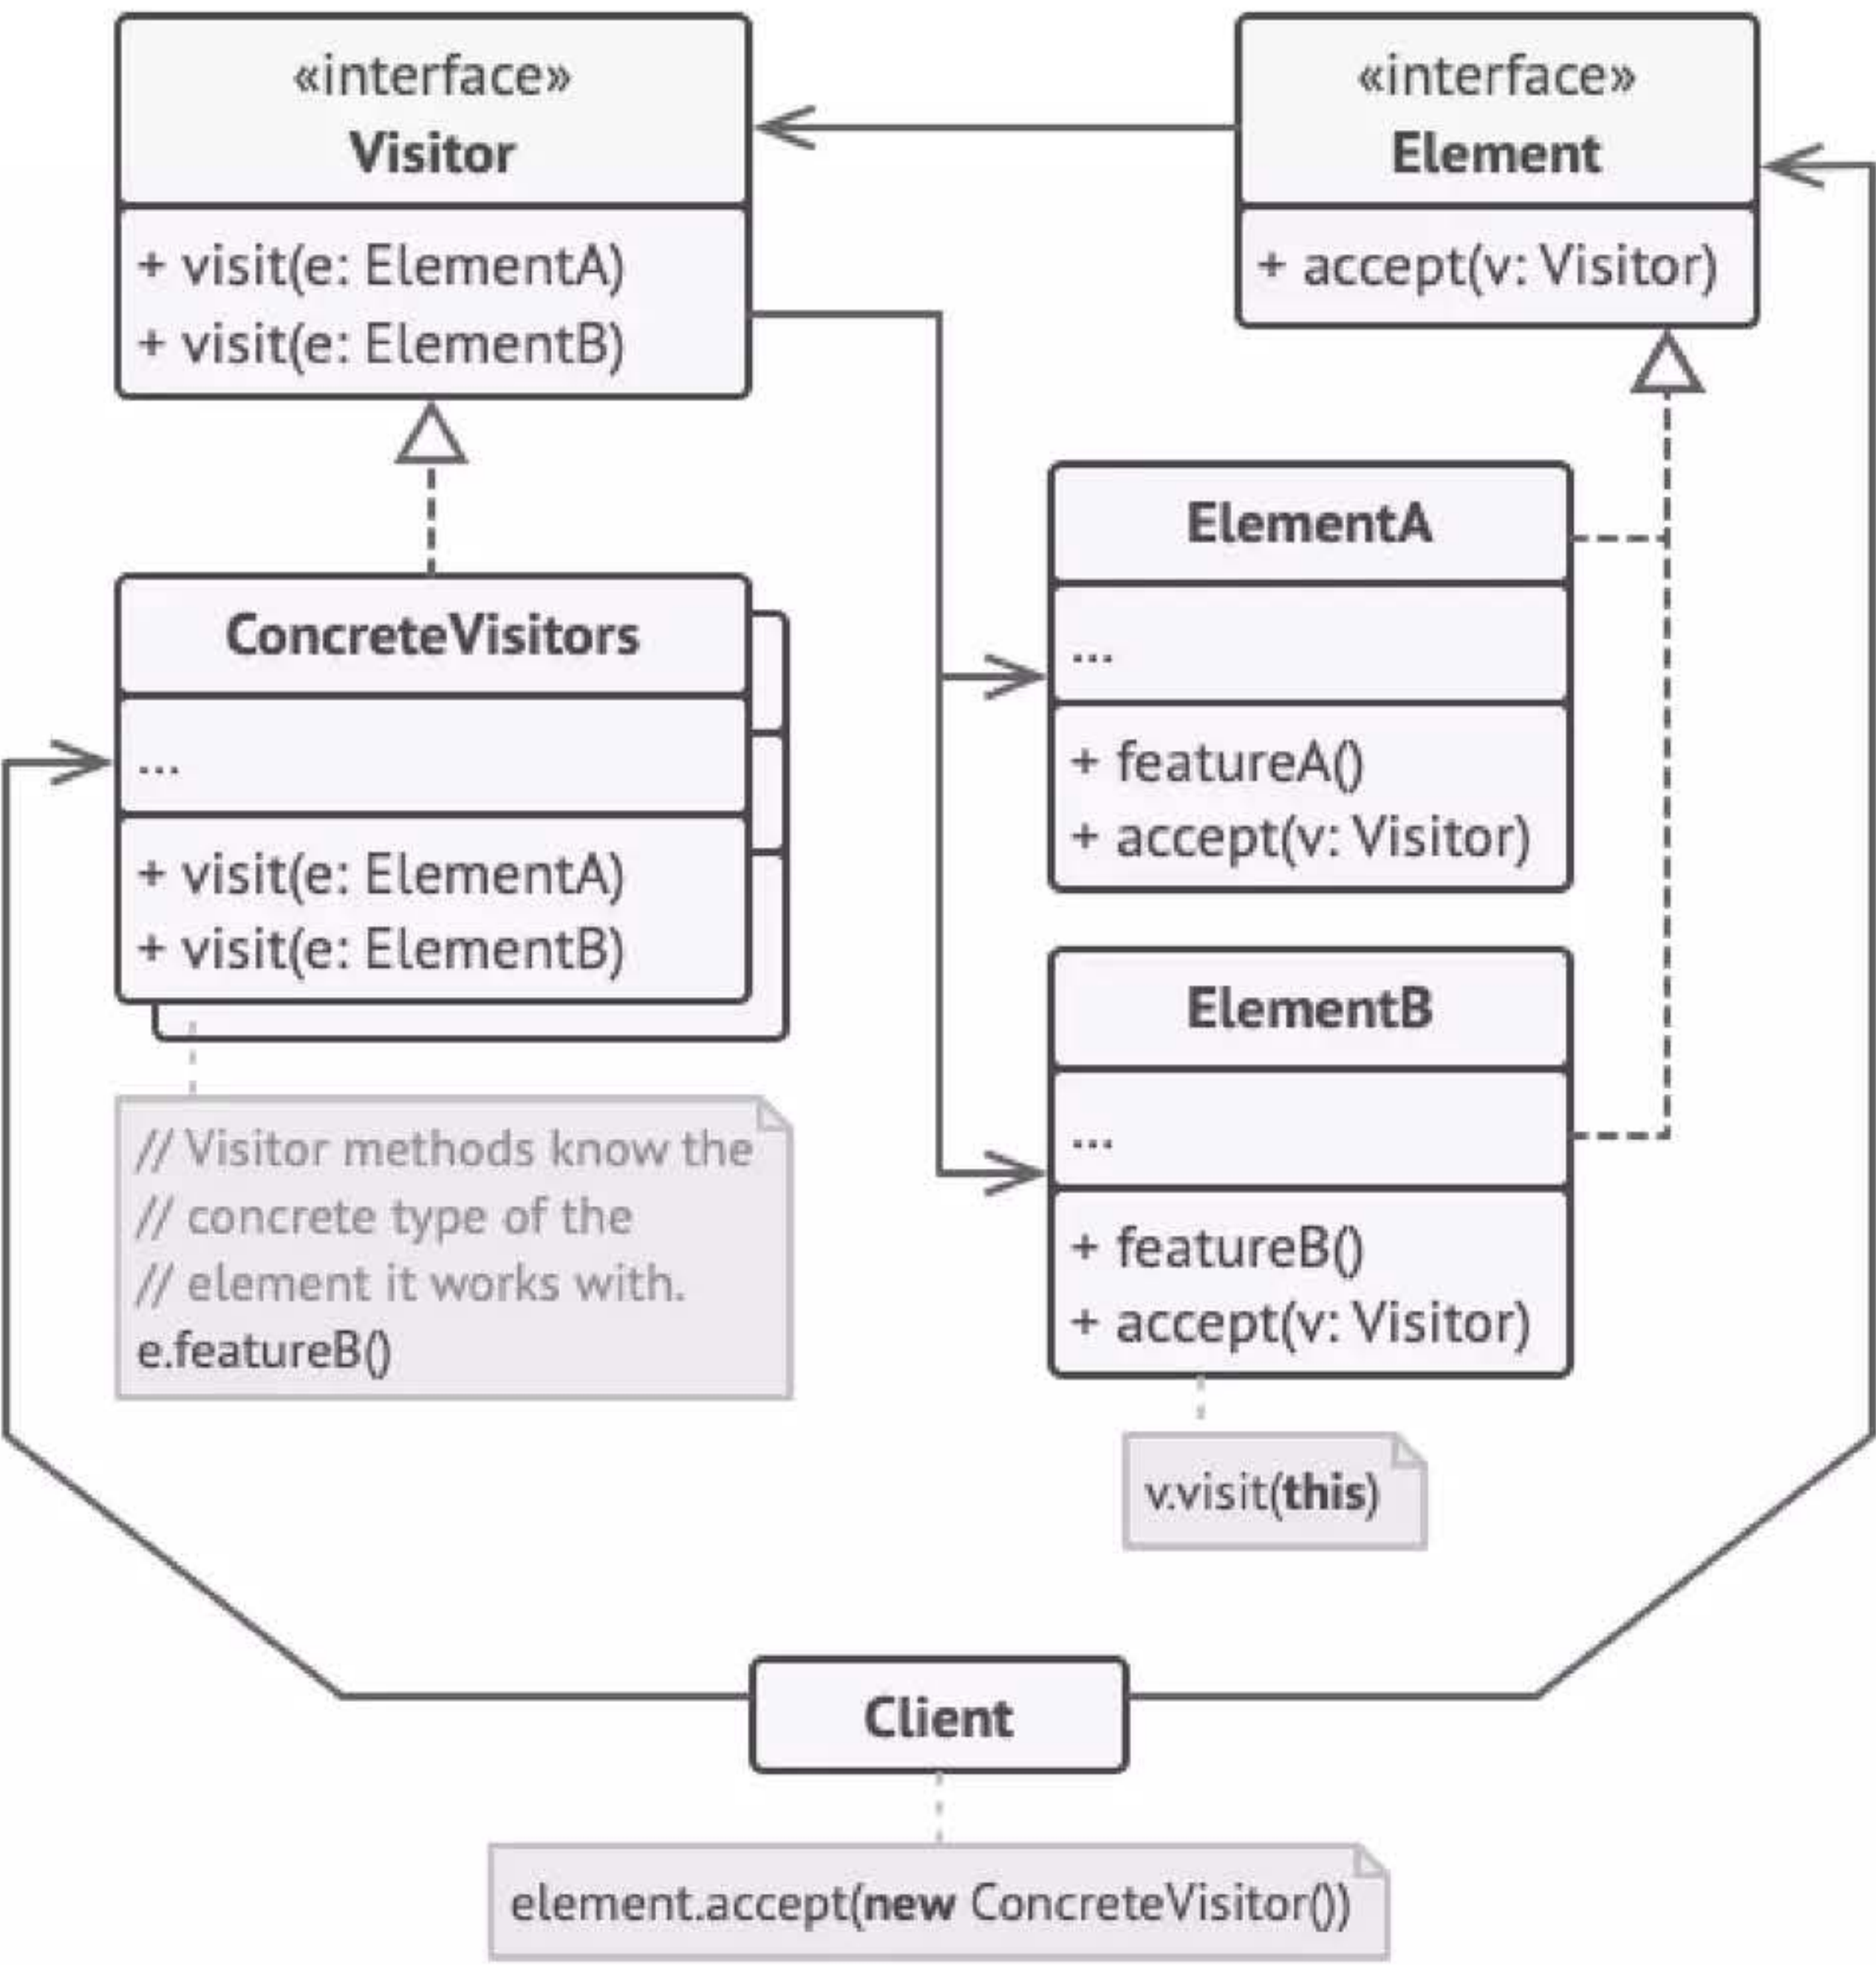 «interface»
Visitor
+ visit(e: ElementA)
+ visit(e: ElementB)
«interface»
Element
+ accept(v: Visitor)
ConcreteVisitors
...
+ visit(e: ElementA)
+ visit(e: ElementB)
// Visitor methods know the
// concrete type of the
// element it works with.
e.featureB()
ElementA
...
+ featureA()
+ accept(v: Visitor)
ElementB
...
+ featureB()
+ accept(v: Visitor)
v.visit(this)
Client
element.accept(new ConcreteVisitor())